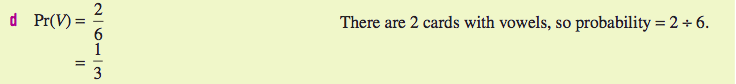 d Pr(V) = 2/6 There are 2 cards with vowels, so probability = 2 ÷ 6.
= 1/3